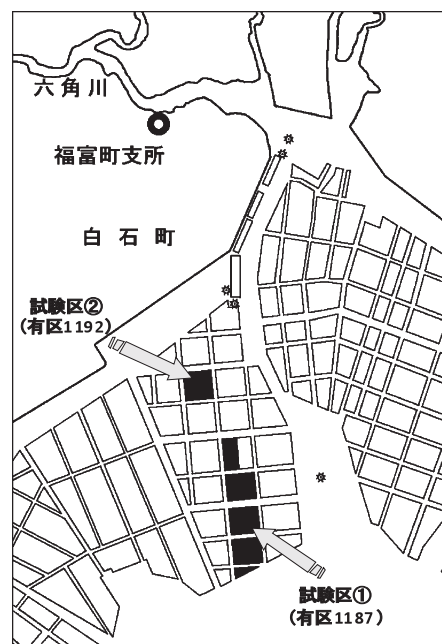 六角川
福富町支所
白石町
試験区②
(有区1192)
試験区①
(有区1187)